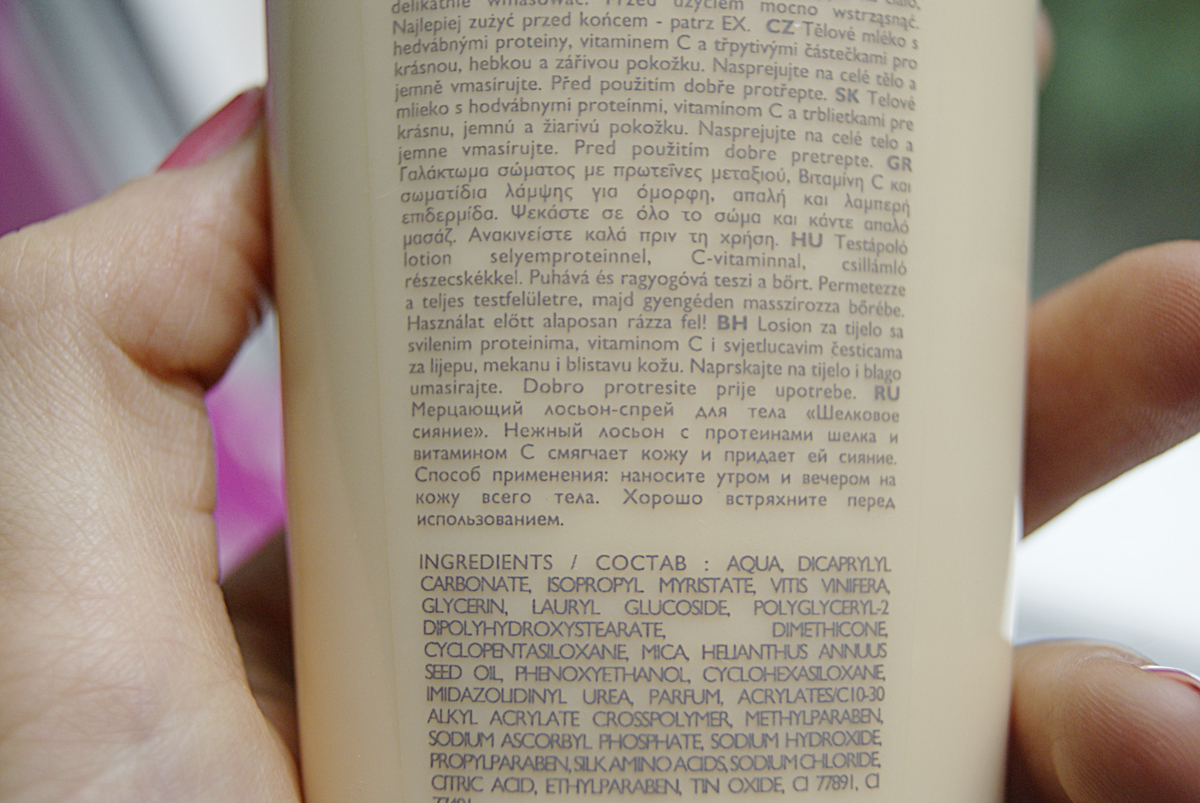 delikatnie wmasować. Przed użyciem mocno wstrząsnąć.
Najlepiej zużyć przed końcem - patrz EX. CZ Tělové mléko s
hedvábnými proteiny, vitamínem C a třpytivými částečkami pro
krásnou, hebkou a zářivou pokožku. Nasprejujte na celé tělo a
jemně vmasírujte. Před použitím dobře protřepte. SK Telové
mlieko s hodvábnymi proteínmi, vitamínom C a trblietkami pre
krásnu, jemnú a žiarivú pokožku. Nasprejujte na celé telo a
jemne vmasírujte. Pred použitím dobre pretrepte. GR
Γαλάκτωμα σώματος με πρωτεΐνες μεταξιού, Βιταμίνη C και
σωματίδια λάμψης για όμορφη, απαλή και λαμπερή
επιδερμίδα. Ψεκάστε σε όλο το σώμα και κάντε απαλό
μασάζ. Ανακινείστε καλά πριν τη χρήση. HU Testápoló
lotion selyemproteinnel, C-vitaminnal, csillámló
részecskékkel. Puhává és ragyogóvá teszi a bőrt. Permetezze
a teljes testfelületre, majd gyengéden masszírozza bőrébe.
Használat előtt alaposan rázza fel! BH Losion za tijelo sa
svilenim proteinima, vitaminom C i svjetlucavim česticama
za lijepu, mekanu i blistavu kožu. Naprskajte na tijelo i blago
umasirajte. Dobro protresite prije upotrebe. RU
Мерцающий лосьон-спрей для тела «Шелковое
сияние». Нежный лосьон с протеинами шелка и
витамином С смягчает кожу и придает ей сияние.
Способ применения: наносите утром и вечером на
кожу всего тела. Хорошо встряхните перед
использованием.
INGREDIENTS / СОСТАВ : AQUA, DICAPRYLYL
CARBONATE, ISOPROPYL MYRISTATE, VITIS VINIFERA,
GLYCERIN, LAURYL GLUCOSIDE, POLYGLYCERYL-2
DIPOLYHYDROXYSTEARATE, DIMETHICONE,
CYCLOPENTASILOXANE, MICA, HELIANTHUS ANNUUS
SEED OIL, PHENOXYETHANOL, CYCLOHEXASILOXANE,
IMIDAZOLIDINYL UREA, PARFUM, ACRYLATES/C10-30
ALKYL ACRYLATE CROSSPOLYMER, METHYLPARABEN,
SODIUM ASCORBYL PHOSPHATE, SODIUM HYDROXIDE,
PROPYLPARABEN, SILK AMINO ACIDS, SODIUM CHLORIDE,
CITRIC ACID, ETHYLPARABEN, TIN OXIDE, CI 77891, CI